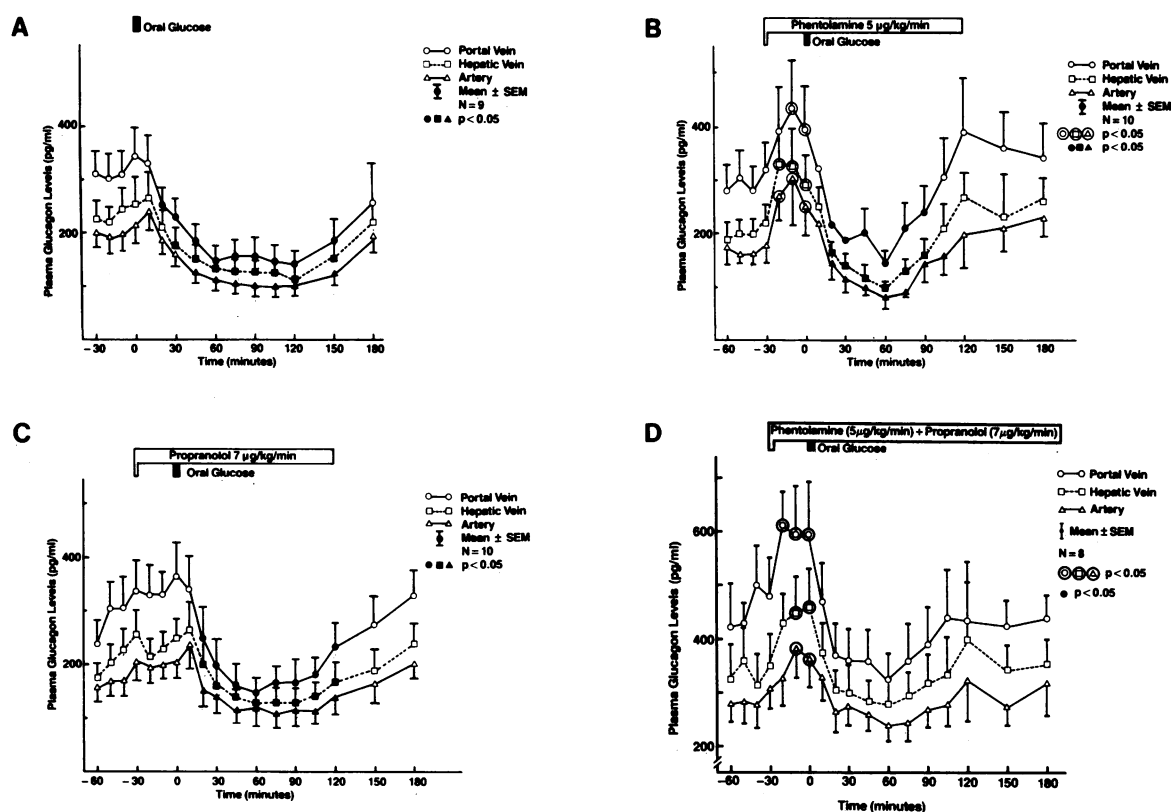 A
Oral Glucose
Portal Vein
Hepatic Vein
Artery
Mean ± SEM
N = 9
p < 0.05
Plasma Glucagon Levels (pg/ml)
400
200
-30 0 30 60 90 120 150 180
Time (minutes)
B
Phentolamine 5 µg/kg/min
Oral Glucose
Portal Vein
Hepatic Vein
Artery
Mean ± SEM
N = 10
p < 0.05
p < 0.05
Plasma Glucagon Levels (pg/ml)
400
200
-60 -30 0 30 60 90 120 150 180
Time (minutes)
C
Propranolol 7 µg/kg/min
Oral Glucose
Portal Vein
Hepatic Vein
Artery
Mean ± SEM
N = 10
p < 0.05
Plasma Glucagon Levels (pg/ml)
400
200
-60 -30 0 30 60 90 120 150 180
Time (minutes)
D
Phentolamine (5µg/kg/min) + Propranolol (7µg/kg/min)
Oral Glucose
Portal Vein
Hepatic Vein
Artery
Mean ± SEM
N = 8
p < 0.05
p < 0.05
Plasma Glucagon Levels (pg/ml)
600
400
200
-60 -30 0 30 60 90 120 150 180
Time (minutes)